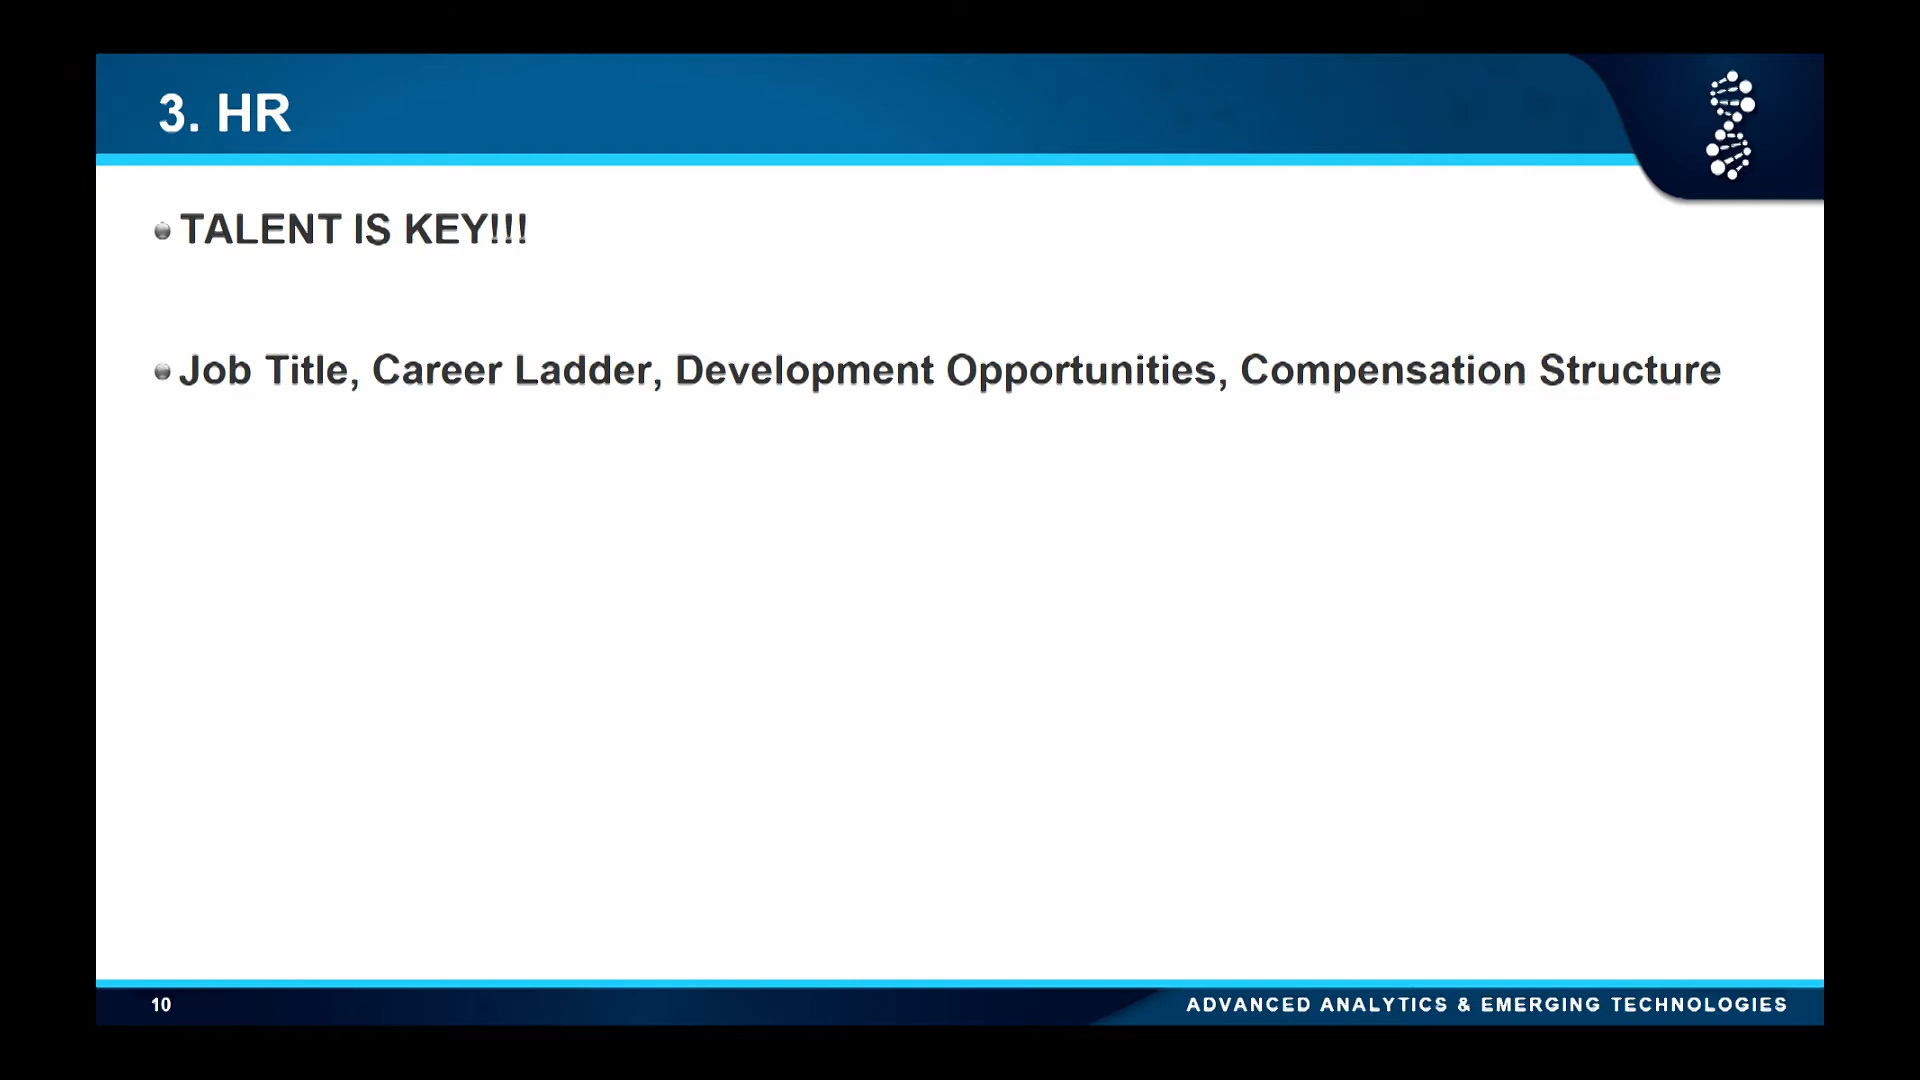 3. HR
TALENT IS KEY!!!
Job Title, Career Ladder, Development Opportunities, Compensation Structure
10
ADVANCED ANALYTICS & EMERGING TECHNOLOGIES